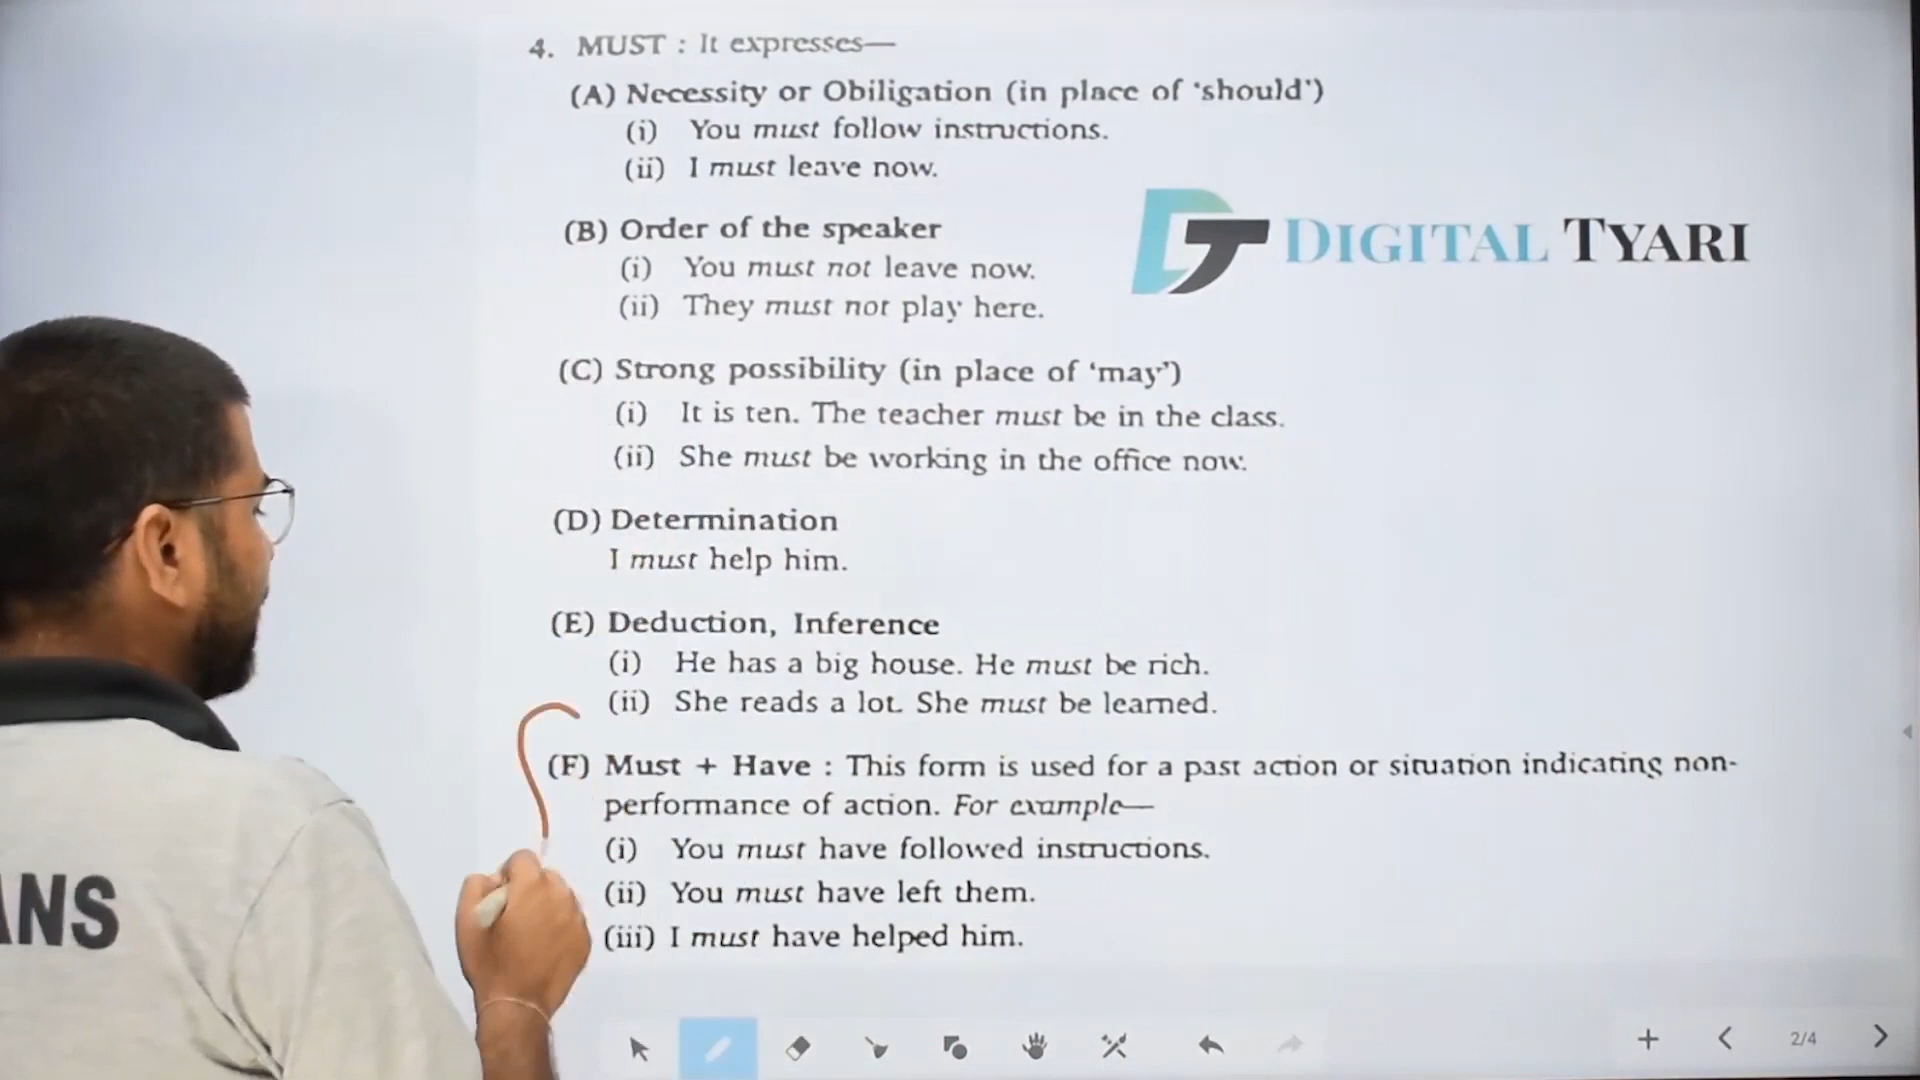 4. MUST : It expresses—
(A) Necessity or Obiligation (in place of ‘should’)
(i) You must follow instructions.
(ii) I must leave now.
(B) Order of the speaker
(i) You must not leave now.
(ii) They must not play here.
DIGITAL TYARI
(C) Strong possibility (in place of ‘may’)
(i) It is ten. The teacher must be in the class.
(ii) She must be working in the office now.
(D) Determination
I must help him.
(E) Deduction, Inference
(i) He has a big house. He must be rich.
(ii) She reads a lot. She must be learned.
(F) Must + Have : This form is used for a past action or situation indicating non-
performance of action. For example—
(i) You must have followed instructions.
(ii) You must have left them.
(iii) I must have helped him.
ANS
2/4